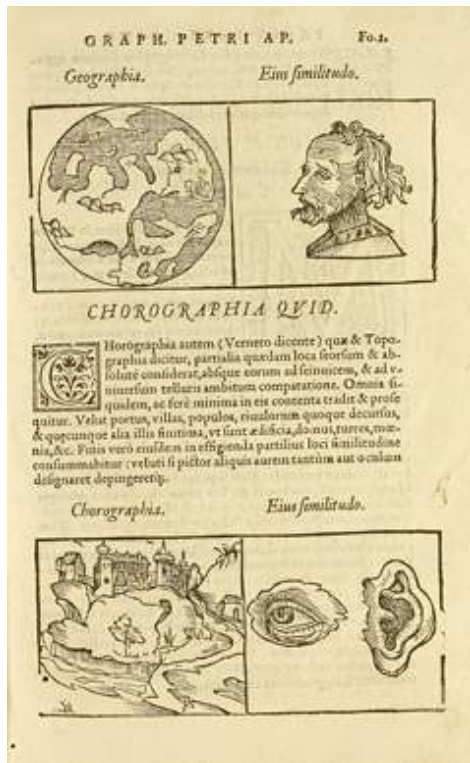 GRAPH. PETRI AP. Fo.2.
Geographia. Eius similitudo.
CHOROGRAPHIA QVID.
CHorographia autem (Vernero dicente) quæ & Topo-
graphia dicitur, partialia quædam loca seorsum & ab-
solutè considerat, absque eorum ad seinuicem, & ad v-
niuersum telluris ambitum comparatione. Omnia si-
quidem, ac ferè minima in eis contenta tradit & prose
quitur. Velut portus, villas, populos, riuulorum quoque decursus,
& quęcunque alia illis finitima, vt sunt ædificia, domus, turres, mœ-
nia, &c. Finis verò eiusdem in effigienda partilius loci similitudine
consummabitur: veluti si pictor aliquis aurem tantùm aut oculum
designaret depingeretq́;.
Chorographia. Eius similitudo.